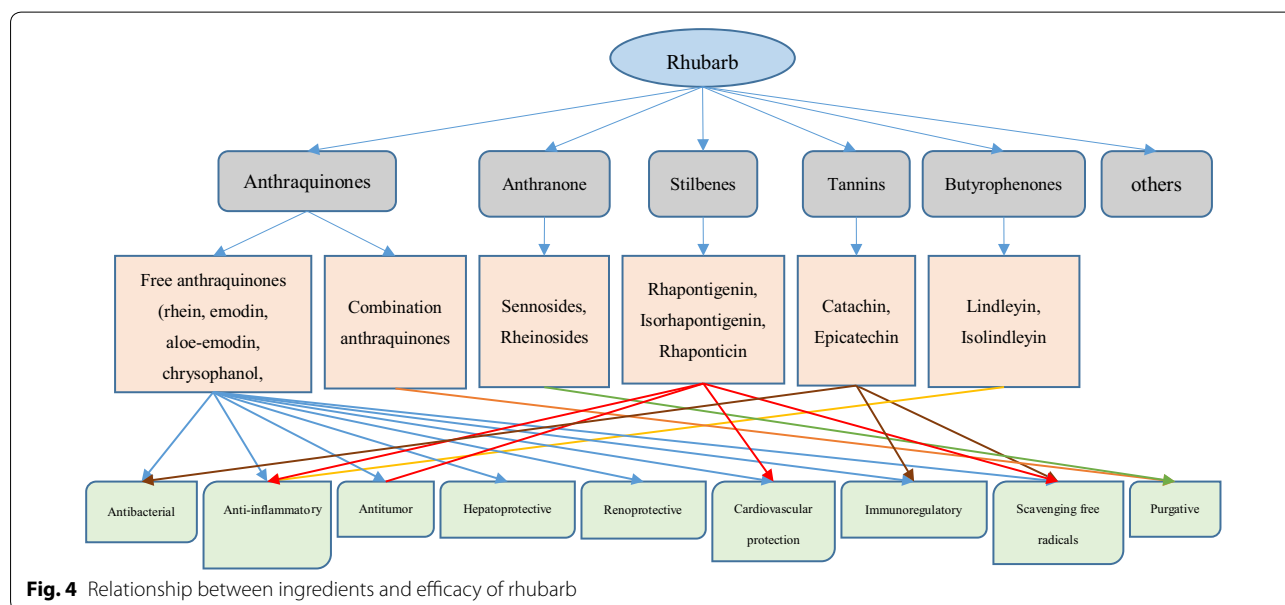 Rhubarb
Anthraquinones
Anthranone
Stilbenes
Tannins
Butyrophenones
others
Free anthraquinones
(rhein, emodin,
aloe-emodin,
chrysophanol,
Combination
anthraquinones
Sennosides,
Rheinosides
Rhapontigenin,
Isorhapontigenin,
Rhaponticin
Catachin,
Epicatechin
Lindleyin,
Isolindleyin
Antibacterial
Anti-inflammatory
Antitumor
Hepatoprotective
Renoprotective
Cardiovascular
protection
Immunoregulatory
Scavenging free
radicals
Purgative
Fig. 4 Relationship between ingredients and efficacy of rhubarb